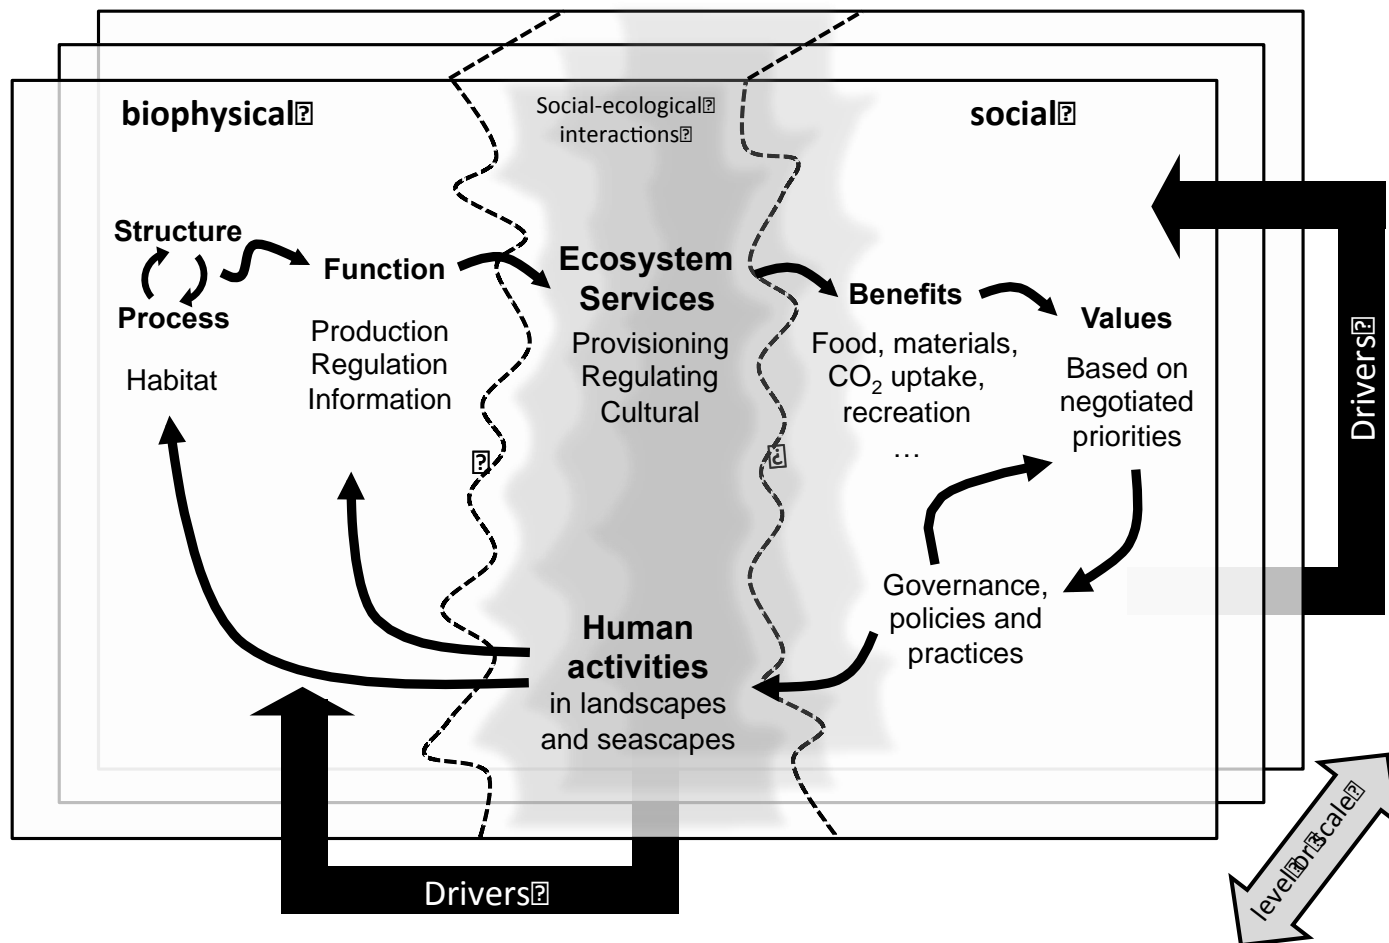 biophysical⍰
Social-ecological⍰
interactions⍰
social⍰
Structure
Process
Habitat
Function
Production
Regulation
Information
Ecosystem
Services
Provisioning
Regulating
Cultural
Benefits
Food, materials,
CO₂ uptake,
recreation
…
Values
Based on
negotiated
priorities
Governance,
policies and
practices
Human
activities
in landscapes
and seascapes
⍰
⍰
Drivers⍰
Drivers⍰
level⍰or⍰scale⍰